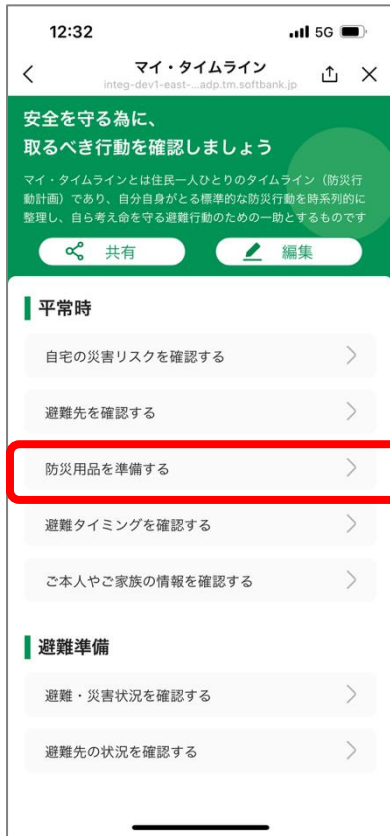 12:32
5G
マイ・タイムライン
integ-dev1-east-...adp.tm.softbank.jp
安全を守る為に、
取るべき行動を確認しましょう
マイ・タイムラインとは住民一人ひとりのタイムライン（防災行
動計画）であり、自分自身がとる標準的な防災行動を時系列的に
整理し、自ら考え命を守る避難行動のための一助とするものです
共有
編集
平常時
自宅の災害リスクを確認する
避難先を確認する
防災用品を準備する
避難タイミングを確認する
ご本人やご家族の情報を確認する
避難準備
避難・災害状況を確認する
避難先の状況を確認する